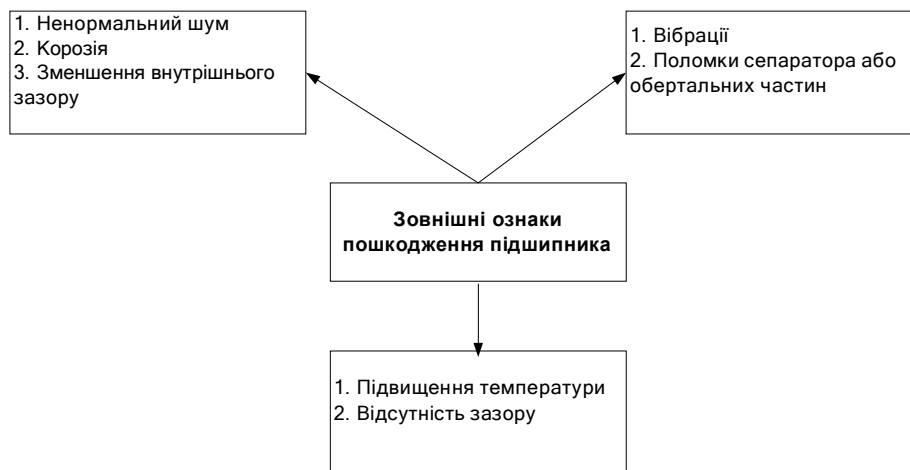 1. Ненормальний шум
2. Корозія
3. Зменшення внутрішнього
зазору
1. Вібрації
2. Поломки сепаратора або
обертальних частин
Зовнішні ознаки
пошкодження підшипника
1. Підвищення температури
2. Відсутність зазору